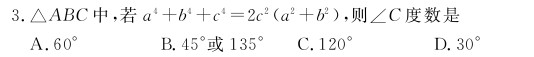 3. △ABC 中,若 a⁴+b⁴+c⁴=2c²(a²+b²),则∠C 度数是
A. 60° B. 45°或 135° C. 120° D. 30°